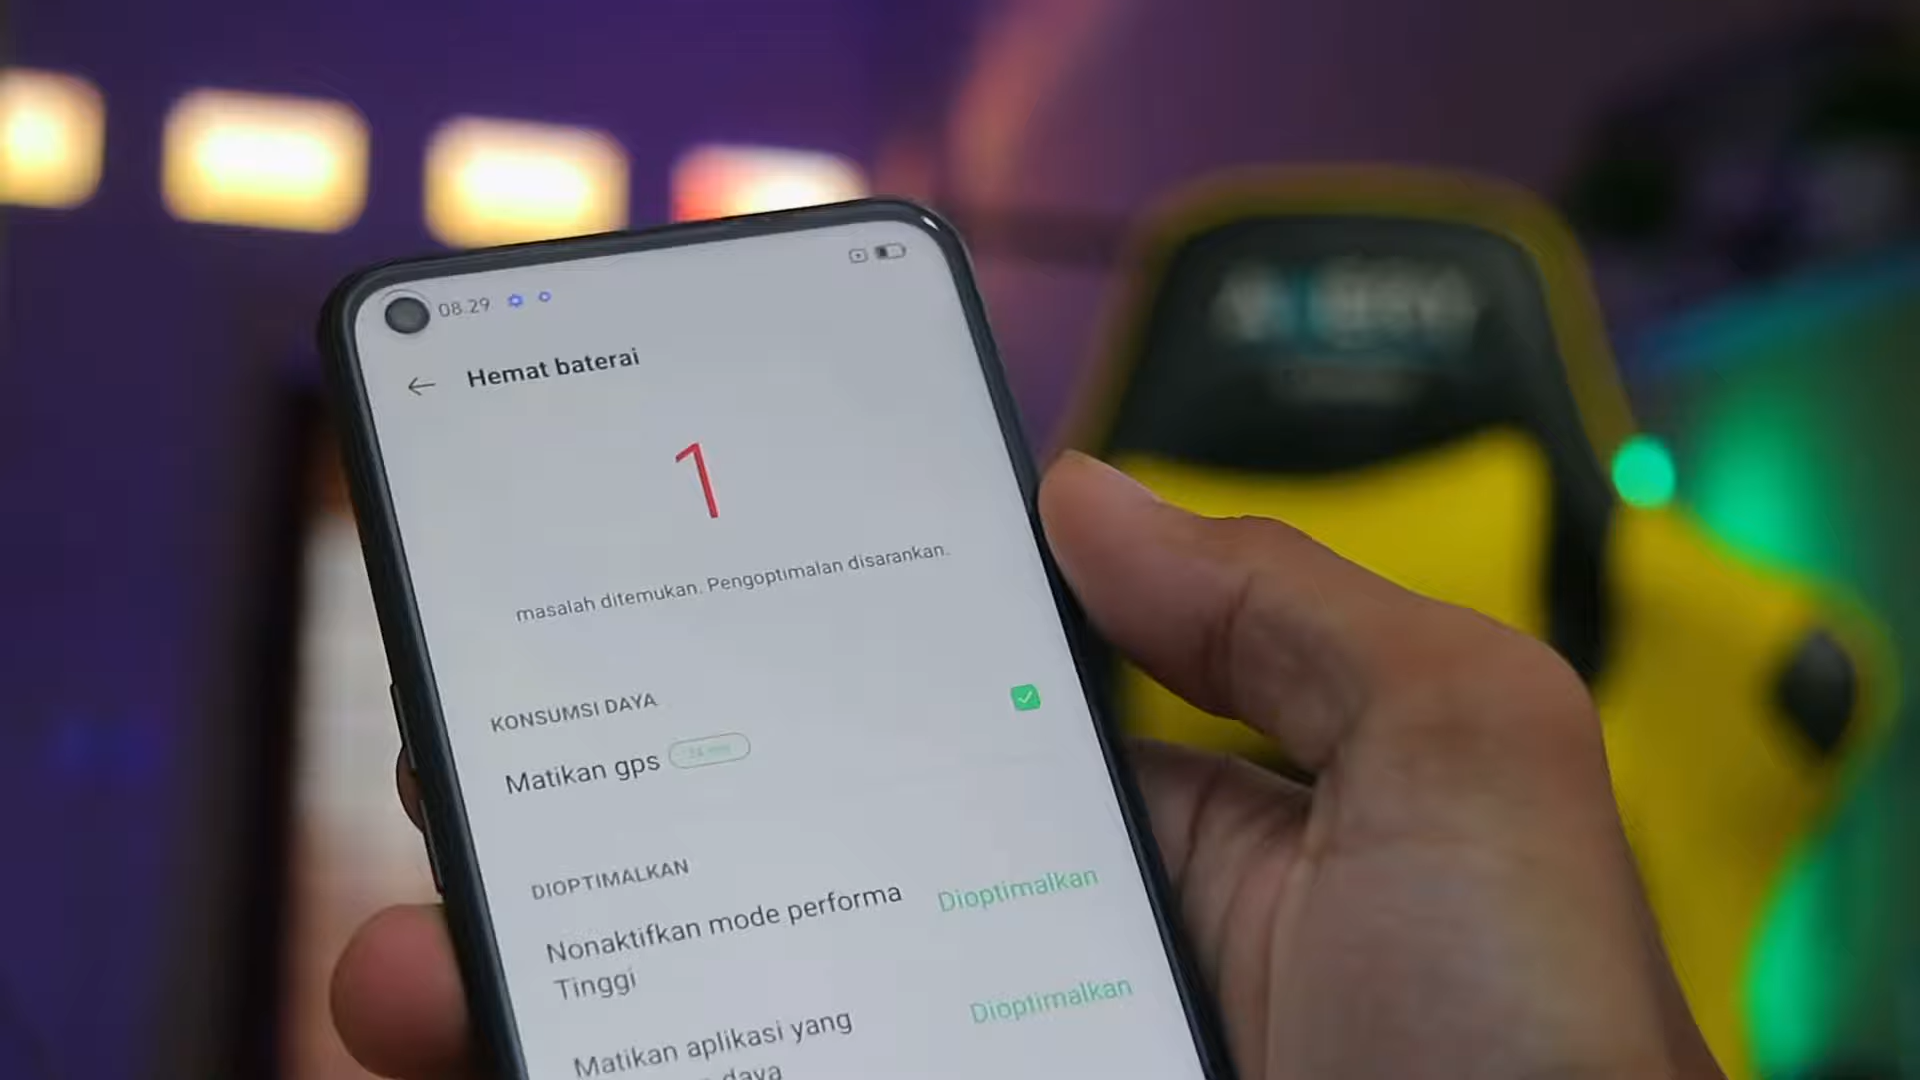 08.29
Hemat baterai
1
masalah ditemukan. Pengoptimalan disarankan.
KONSUMSI DAYA
Matikan gps
DIOPTIMALKAN
Nonaktifkan mode performa
Tinggi
Dioptimalkan
Matikan aplikasi yang
daya
Dioptimalkan